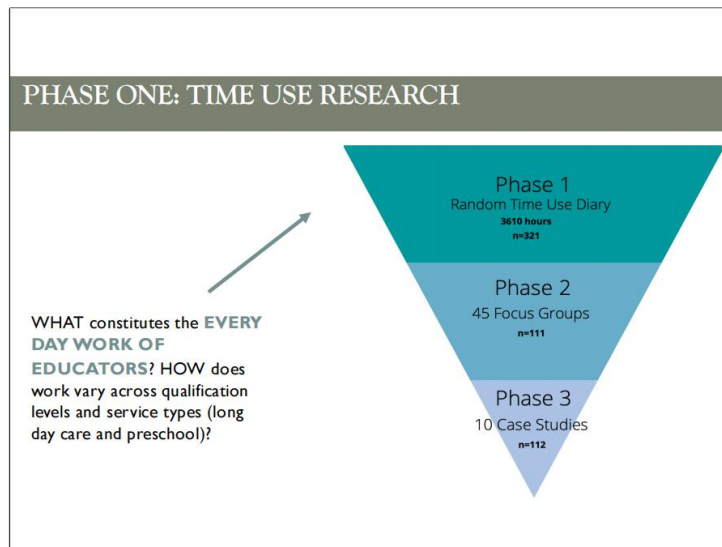 PHASE ONE: TIME USE RESEARCH
WHAT constitutes the EVERY
DAY WORK OF
EDUCATORS? HOW does
work vary across qualification
levels and service types (long
day care and preschool)?
Phase 1
Random Time Use Diary
3610 hours
n=321
Phase 2
45 Focus Groups
n=111
Phase 3
10 Case Studies
n=112